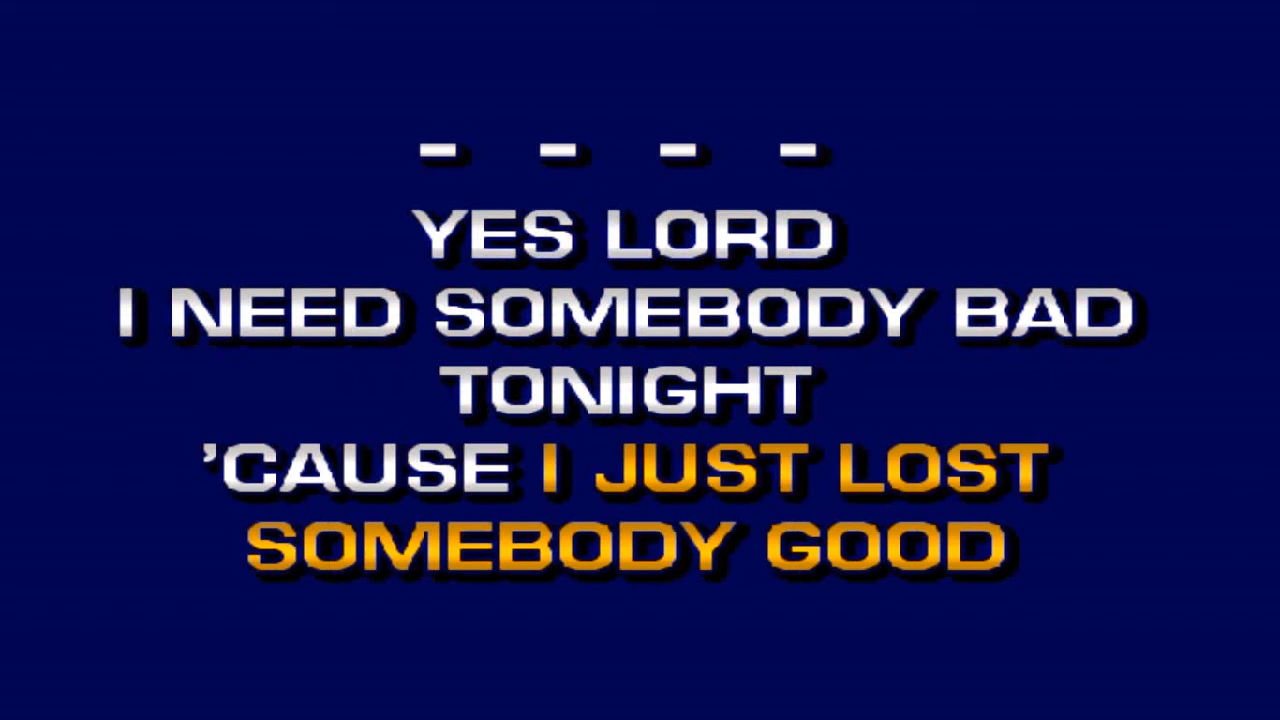 - - - -
YES LORD
I NEED SOMEBODY BAD
TONIGHT
'CAUSE I JUST LOST
SOMEBODY GOOD